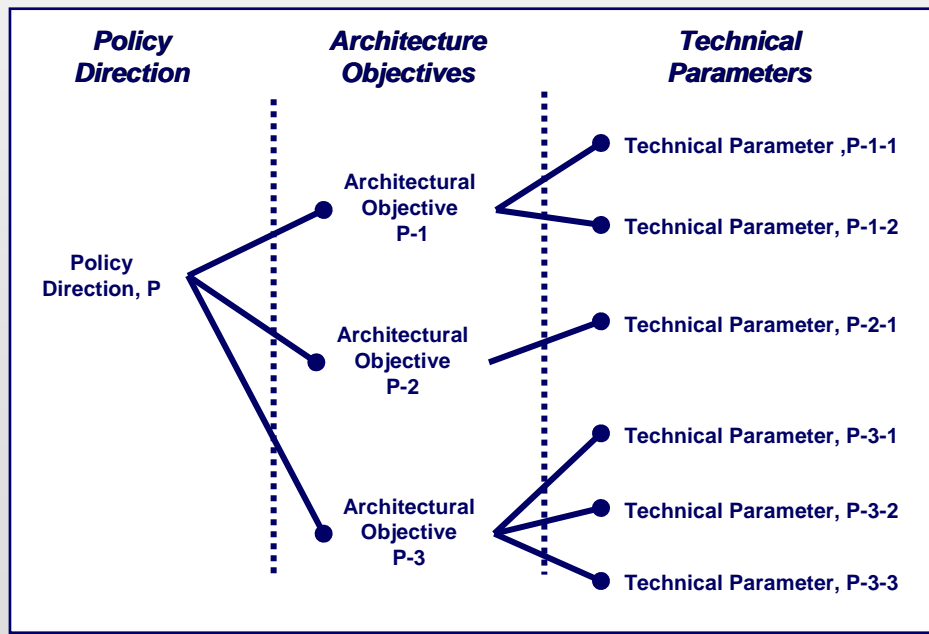 Policy
Direction
Architecture
Objectives
Technical
Parameters
Policy
Direction, P
Architectural
Objective
P-1
Architectural
Objective
P-2
Architectural
Objective
P-3
Technical Parameter ,P-1-1
Technical Parameter, P-1-2
Technical Parameter, P-2-1
Technical Parameter, P-3-1
Technical Parameter, P-3-2
Technical Parameter, P-3-3